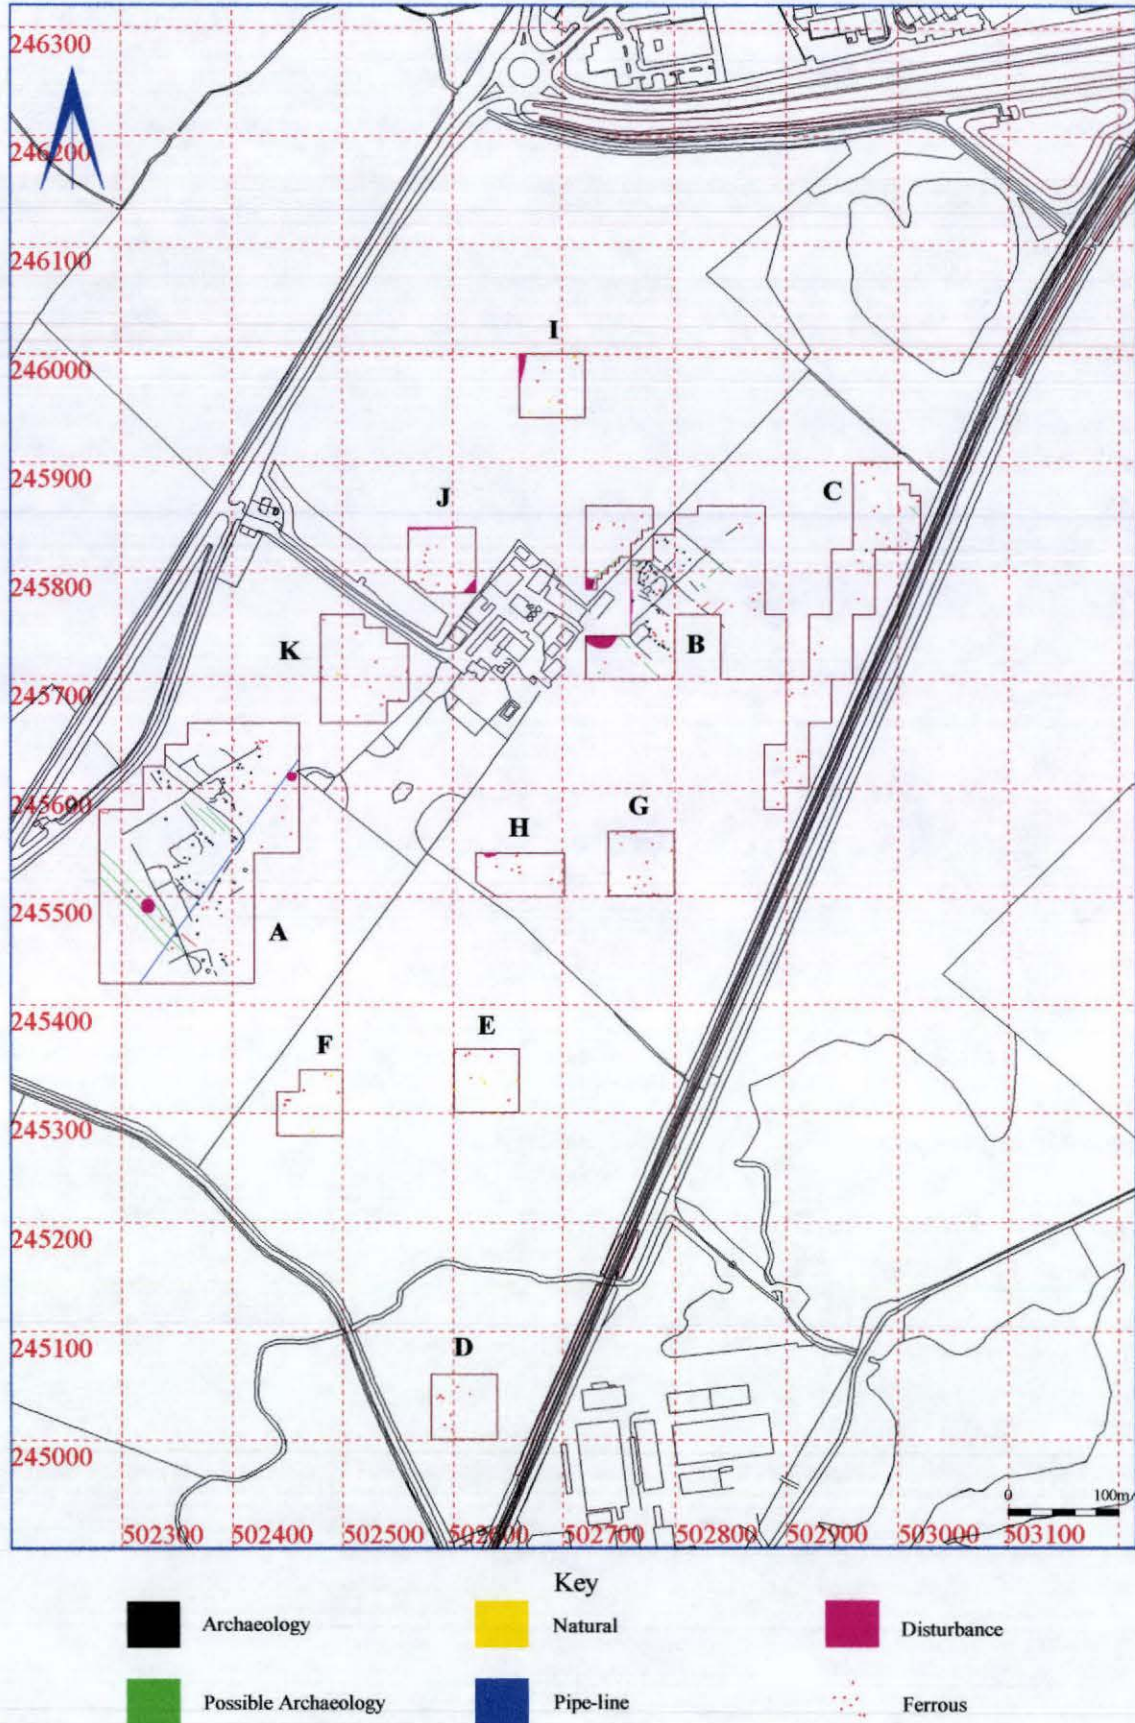 246300
246200
246100
I
246000
245900
J
C
245800
K
B
245700
245600
G
H
245500
A
245400
E
F
245300
245200
245100
D
245000
0 100m
502300 502400 502500 502600 502700 502800 502900 503000 503100
Key
Archaeology Natural Disturbance
Possible Archaeology Pipe-line Ferrous